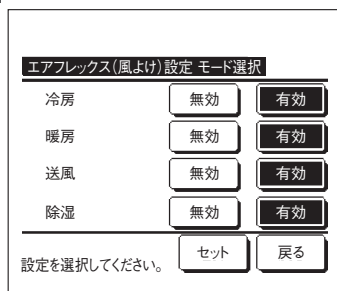 エアフレックス(風よけ)設定 モード選択
冷房 無効 有効
暖房 無効 有効
送風 無効 有効
除湿 無効 有効
設定を選択してください。 セット 戻る